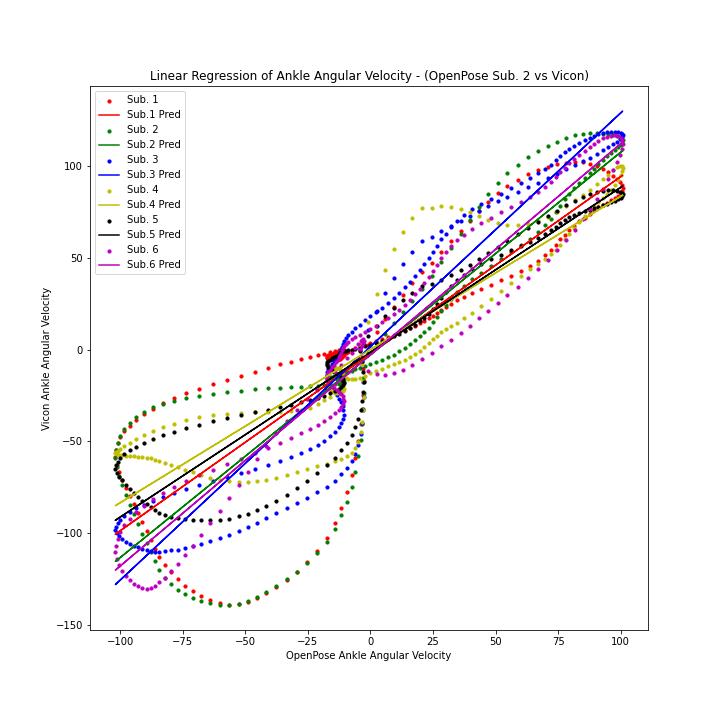 Linear Regression of Ankle Angular Velocity - (OpenPose Sub. 2 vs Vicon)
Sub. 1
Sub.1 Pred
Sub. 2
Sub.2 Pred
Sub. 3
Sub.3 Pred
Sub. 4
Sub.4 Pred
Sub. 5
Sub.5 Pred
Sub. 6
Sub.6 Pred
Vicon Ankle Angular Velocity
100
50
0
−50
−100
−150
−100
−75
−50
−25
0
25
50
75
100
OpenPose Ankle Angular Velocity